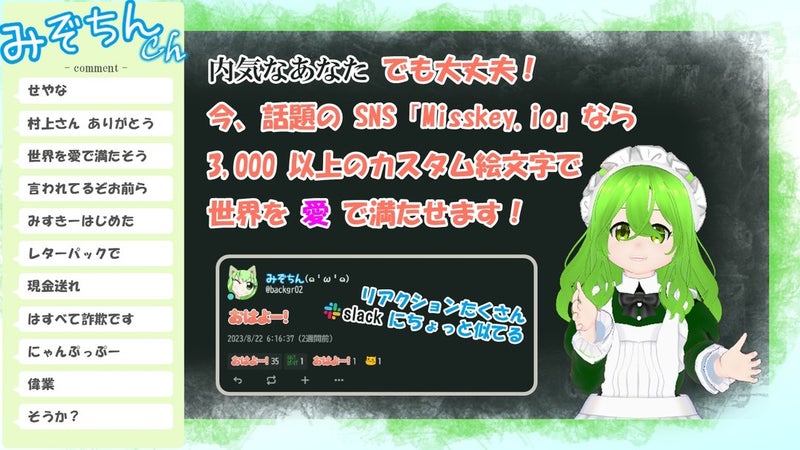 みぞちんch
- comment -
せやな
村上さん ありがとう
世界を愛で満たそう
言われてるぞお前ら
みすきーはじめた
レターパックで
現金送れ
はすべて詐欺です
にゃんぷっぷー
偉業
そうか？
内気なあなた でも大丈夫！
今、話題の SNS「Misskey.io」なら
3,000 以上のカスタム絵文字で
世界を 愛 で満たせます！
みぞちん(ฅ'ω'ฅ)
@backgr02
おはよー!
2023/8/22 6:16:37 (2週間前)
おはよー! 35
1
おはよー! 1
1
リアクションたくさん
slack にちょっと似てる